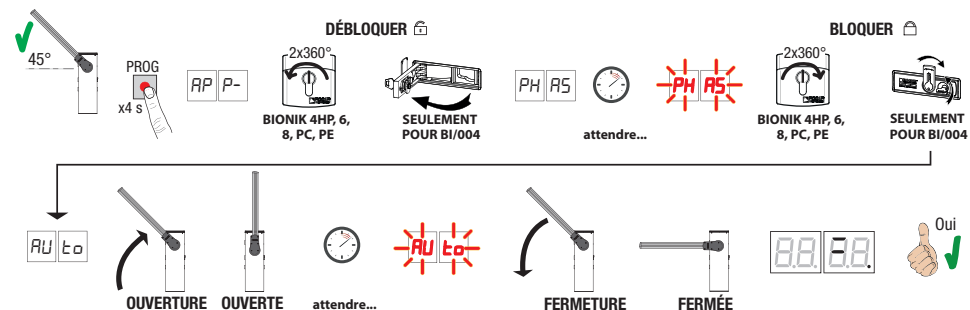 DÉBLOQUER
BLOQUER
45°
PROG
x4 s
AP P-
2x360°
BIONIK 4HP, 6,
8, PC, PE
SEULEMENT
POUR BI/004
PH AS
attendre...
PH AS
2x360°
BIONIK 4HP, 6,
8, PC, PE
SEULEMENT
POUR BI/004
AU to
OUVERTURE
OUVERTE
attendre...
AU to
FERMETURE
FERMÉE
Oui